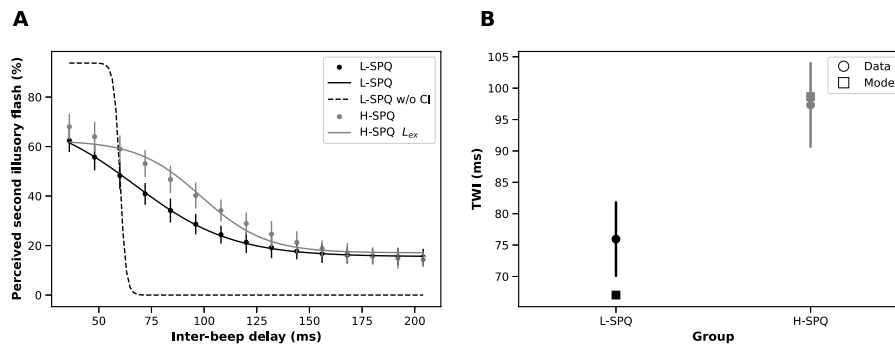 A
Perceived second illusory flash (%)
80
60
40
20
0
50
75
100
125
150
175
200
Inter-beep delay (ms)
L-SPQ
L-SPQ
L-SPQ w/o CI
H-SPQ
H-SPQ Lex
B
TWI (ms)
105
100
95
90
85
80
75
70
L-SPQ
H-SPQ
Group
Data
Mode